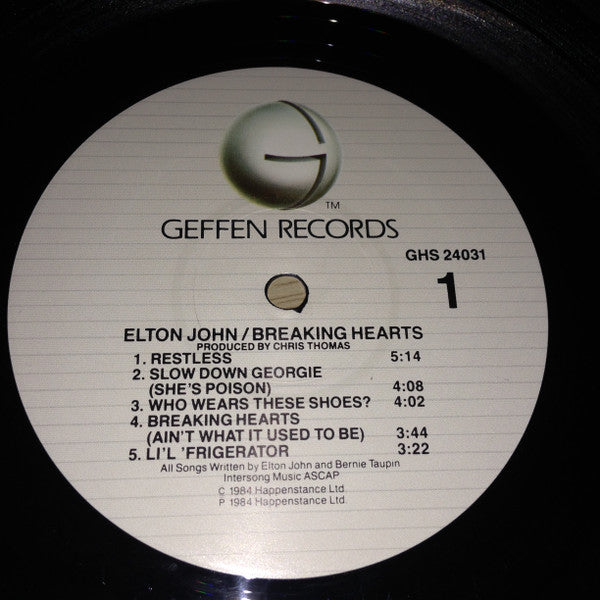 G
TM
GEFFEN RECORDS
GHS 24031
1
ELTON JOHN / BREAKING HEARTS
PRODUCED BY CHRIS THOMAS
1. RESTLESS 5:14
2. SLOW DOWN GEORGIE
(SHE'S POISON) 4:08
3. WHO WEARS THESE SHOES? 4:02
4. BREAKING HEARTS
(AIN'T WHAT IT USED TO BE) 3:44
5. LI'L 'FRIGERATOR 3:22
All Songs Written by Elton John and Bernie Taupin
Intersong Music ASCAP
C 1984 Happenstance Ltd.
P 1984 Happenstance Ltd.